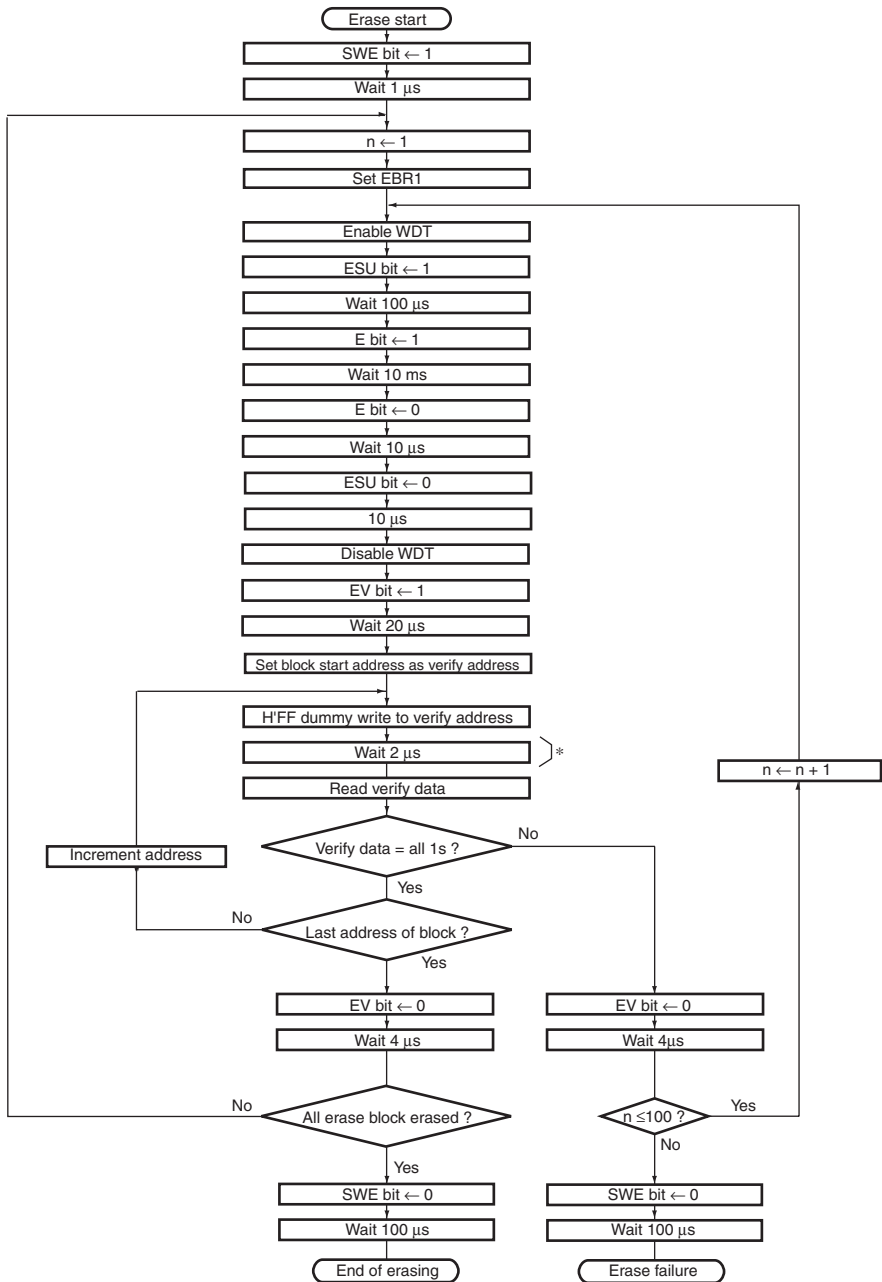 Erase start
SWE bit ← 1
Wait 1 μs
n ← 1
Set EBR1
Enable WDT
ESU bit ← 1
Wait 100 μs
E bit ← 1
Wait 10 ms
E bit ← 0
Wait 10 μs
ESU bit ← 0
10 μs
Disable WDT
EV bit ← 1
Wait 20 μs
Set block start address as verify address
H'FF dummy write to verify address
Wait 2 μs
*
n ← n + 1
Read verify data
Verify data = all 1s ?
No
Increment address
Yes
No
Last address of block ?
Yes
EV bit ← 0
EV bit ← 0
Wait 4 μs
Wait 4μs
No
All erase block erased ?
n ≤100 ?
Yes
Yes
No
SWE bit ← 0
SWE bit ← 0
Wait 100 μs
Wait 100 μs
End of erasing
Erase failure